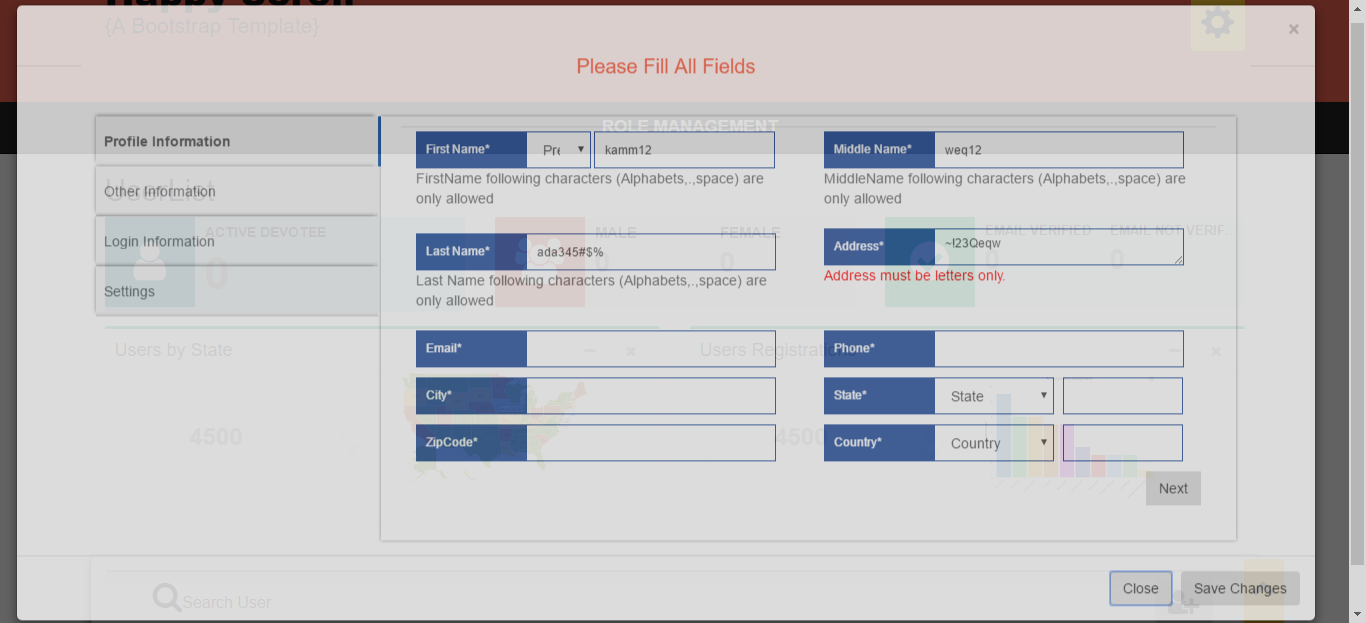 Happy Scroll
{A Bootstrap Template}
×
Please Fill All Fields
ROLE MANAGEMENT
Profile Information
Other Information
Login Information
Settings
UserList
ACTIVE DEVOTEE
0
MALE
0
FEMALE
0
EMAIL VERIFIED
0
EMAIL NOT VERIF...
0
First Name*
Pre
kamm12
FirstName following characters (Alphabets,.,space) are
only allowed
Middle Name*
weq12
MiddleName following characters (Alphabets,.,space) are
only allowed
Last Name*
ada345#$%
Last Name following characters (Alphabets,.,space) are
only allowed
Address*
~!23Qeqw
Address must be letters only.
Users by State
Users Registrations
Email*
Phone*
City*
State*
State
4500
4500
ZipCode*
Country*
Country
Next
Search User
Close
Save Changes